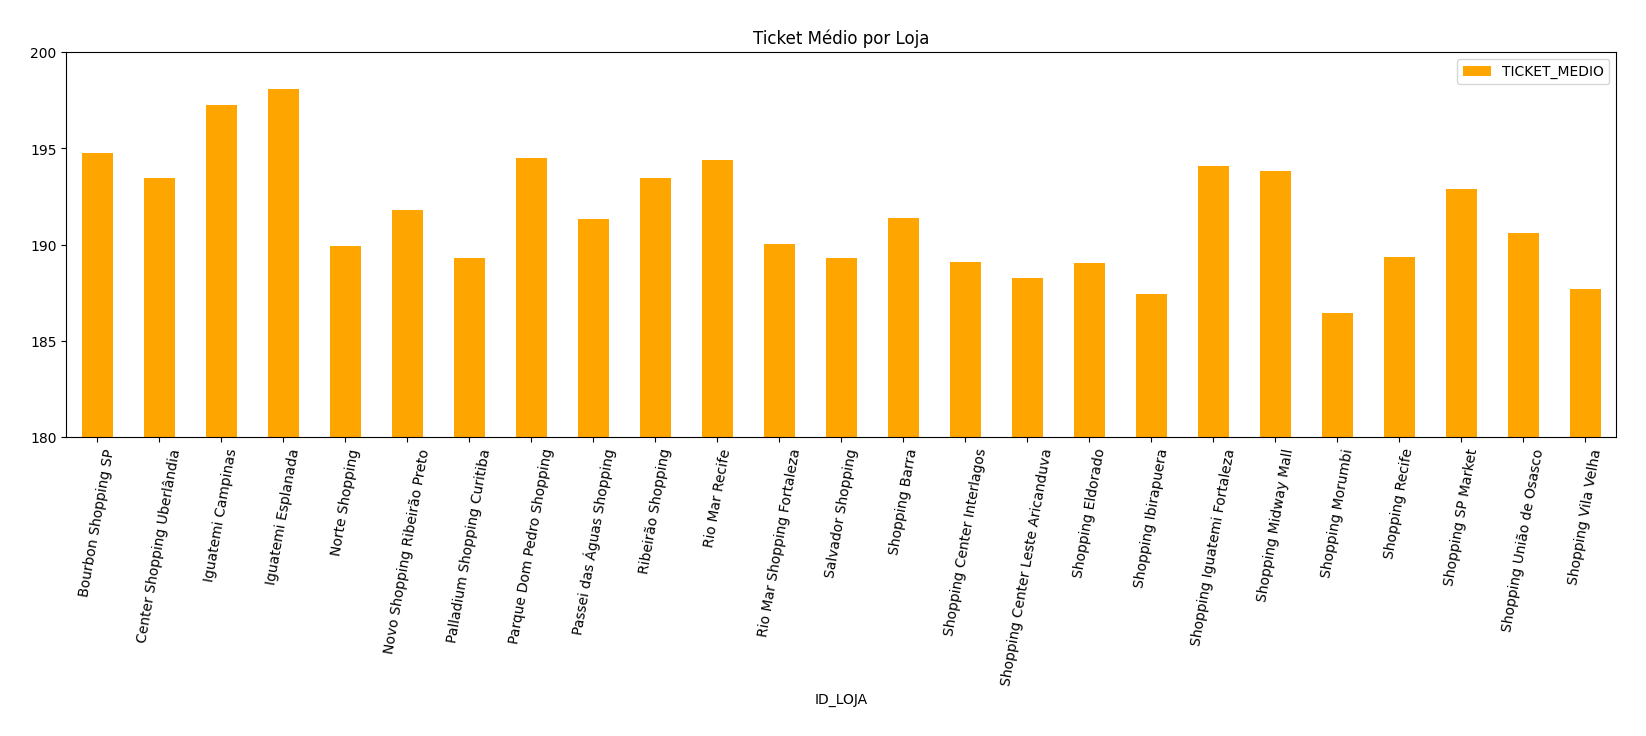 Ticket Médio por Loja
TICKET_MEDIO
200
195
190
185
180
Bourbon Shopping SP
Center Shopping Uberlândia
Iguatemi Campinas
Iguatemi Esplanada
Norte Shopping
Novo Shopping Ribeirão Preto
Palladium Shopping Curitiba
Parque Dom Pedro Shopping
Passei das Águas Shopping
Ribeirão Shopping
Rio Mar Recife
Rio Mar Shopping Fortaleza
Salvador Shopping
Shopping Barra
Shopping Center Interlagos
Shopping Center Leste Aricanduva
Shopping Eldorado
Shopping Ibirapuera
Shopping Iguatemi Fortaleza
Shopping Midway Mall
Shopping Morumbi
Shopping Recife
Shopping SP Market
Shopping União de Osasco
Shopping Vila Velha
ID_LOJA